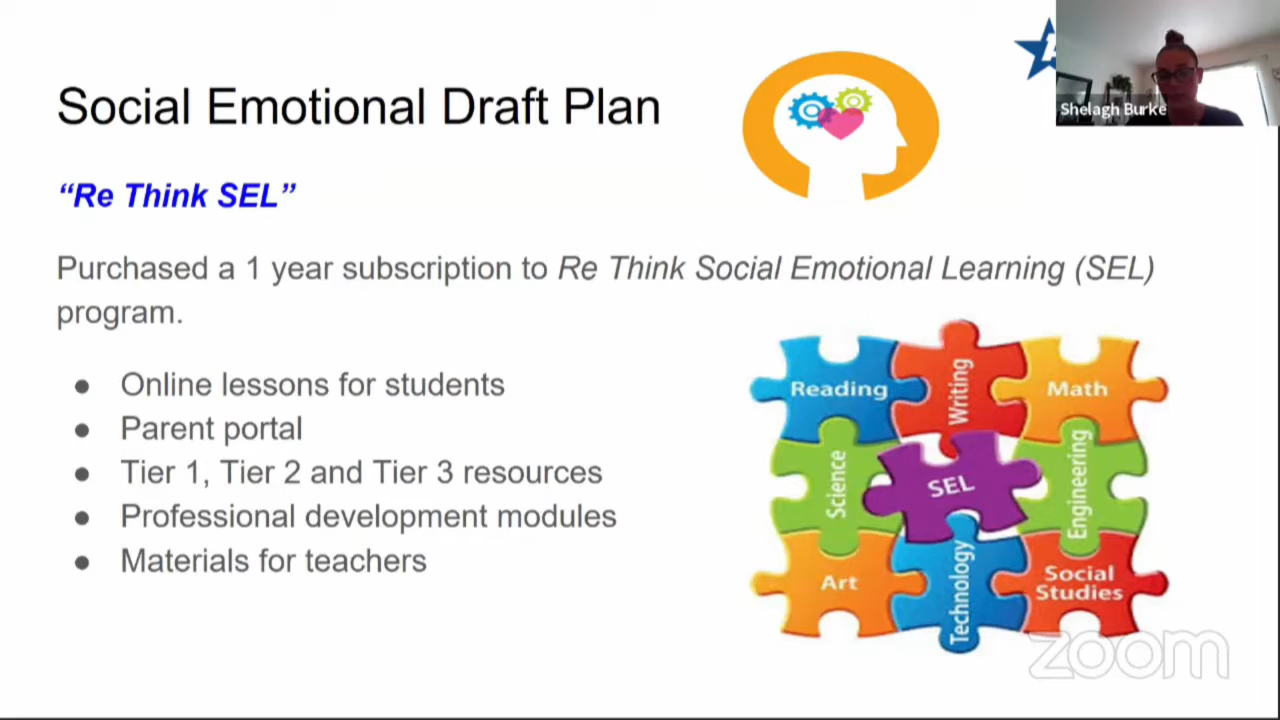 Social Emotional Draft Plan
Shelagh Burke
“Re Think SEL”
Purchased a 1 year subscription to Re Think Social Emotional Learning (SEL)
program.
● Online lessons for students
● Parent portal
● Tier 1, Tier 2 and Tier 3 resources
● Professional development modules
● Materials for teachers
Reading
Writing
Math
Science
SEL
Engineering
Art
Technology
Social
Studies
zoom